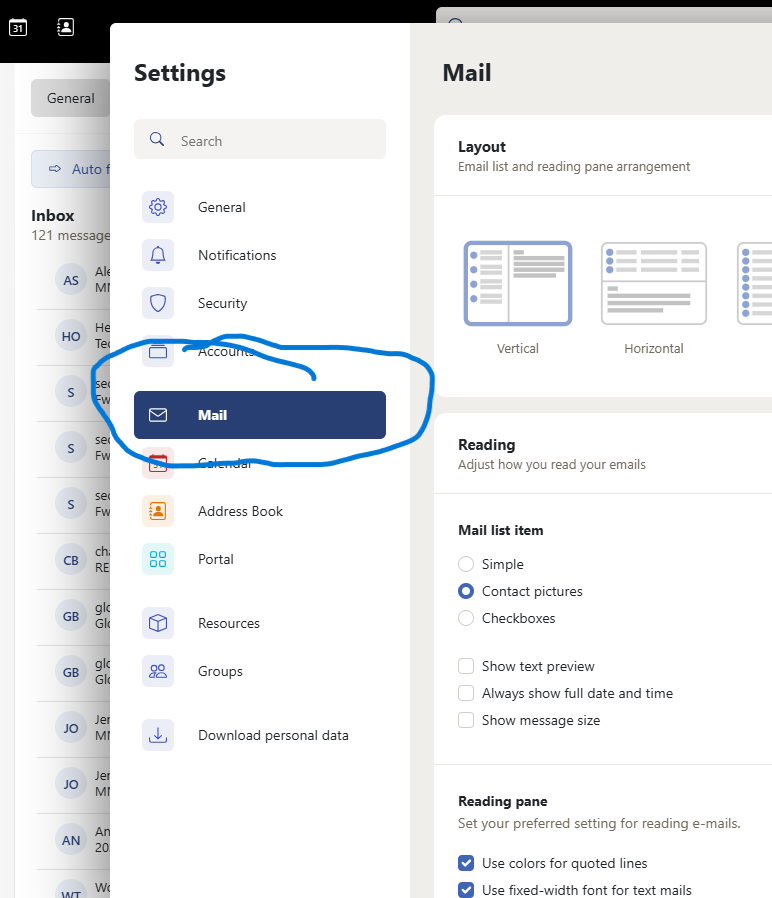 31
General
Auto f
Inbox
121 message
AS
Ale
MM
HO
He
Tec
S
sec
Fw
S
sec
Fw
S
sec
Fw
CB
cha
RE
GB
glo
Glo
GB
glo
Glo
JO
Jer
MM
JO
Jer
MM
AN
An
20
WT
Wo
Settings
Search
General
Notifications
Security
Accounts
Mail
Calendar
Address Book
Portal
Resources
Groups
Download personal data
Mail
Layout
Email list and reading pane arrangement
Vertical
Horizontal
Reading
Adjust how you read your emails
Mail list item
Simple
Contact pictures
Checkboxes
Show text preview
Always show full date and time
Show message size
Reading pane
Set your preferred setting for reading e-mails.
Use colors for quoted lines
Use fixed-width font for text mails